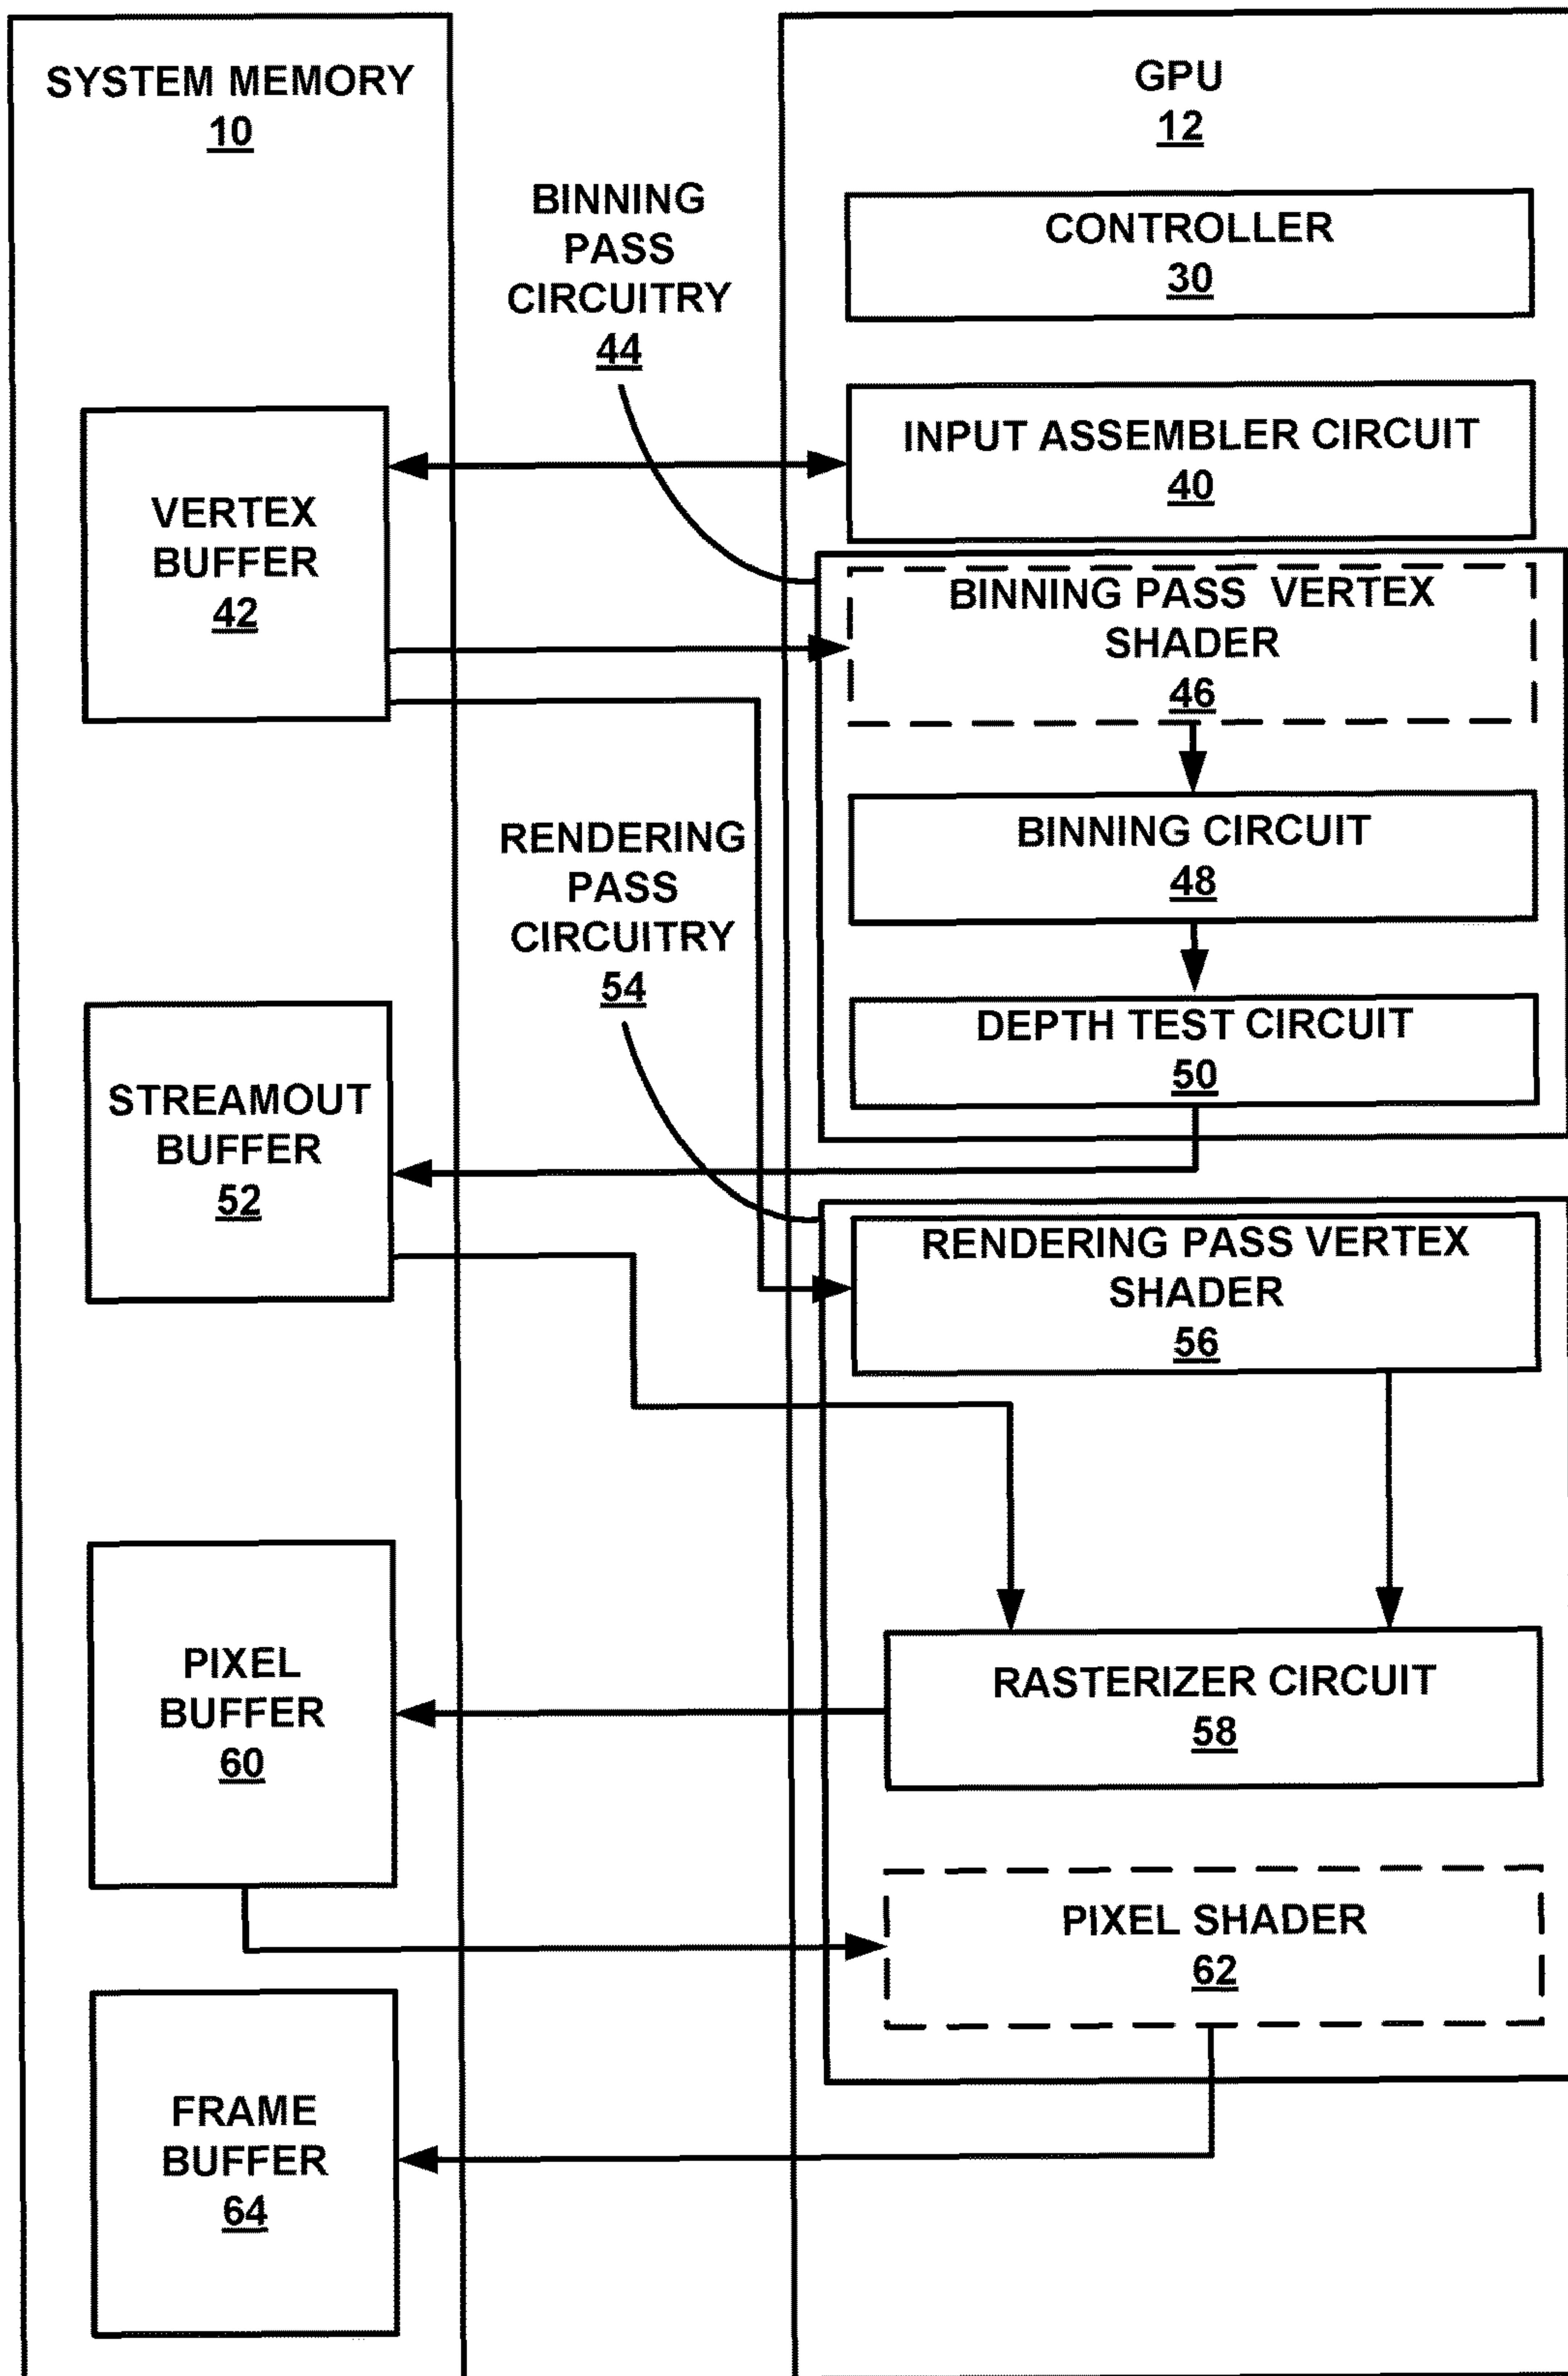 SYSTEM MEMORY
10
GPU
12
BINNING
PASS
CIRCUITRY
44
CONTROLLER
30
INPUT ASSEMBLER CIRCUIT
40
VERTEX
BUFFER
42
BINNING PASS VERTEX
SHADER
46
BINNING CIRCUIT
48
RENDERING
PASS
CIRCUITRY
54
DEPTH TEST CIRCUIT
50
STREAMOUT
BUFFER
52
RENDERING PASS VERTEX
SHADER
56
PIXEL
BUFFER
60
RASTERIZER CIRCUIT
58
PIXEL SHADER
62
FRAME
BUFFER
64